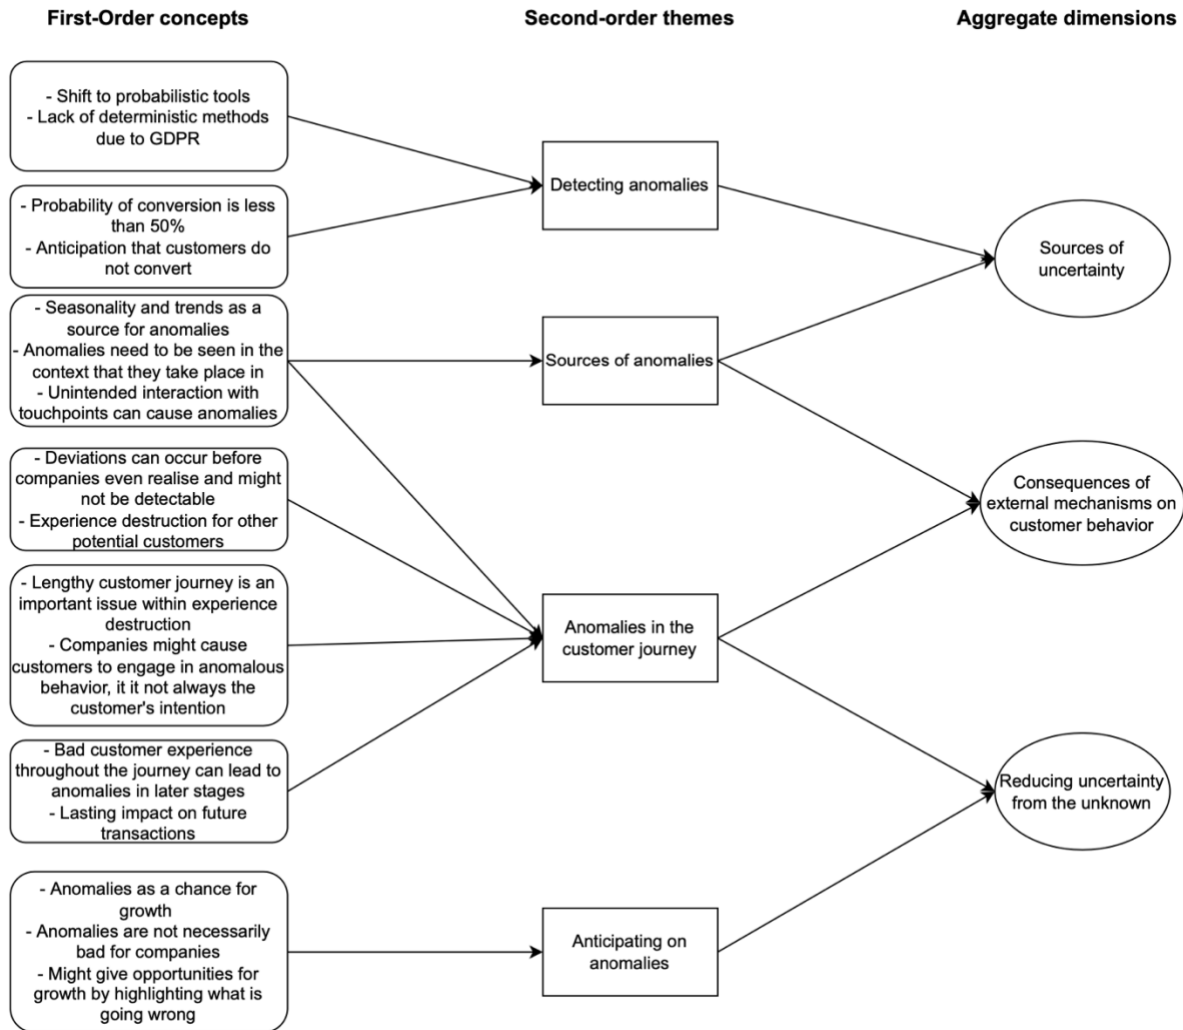 First-Order concepts
Second-order themes
Aggregate dimensions
- Shift to probabilistic tools
- Lack of deterministic methods
due to GDPR
- Probability of conversion is less
than 50%
- Anticipation that customers do
not convert
- Seasonality and trends as a
source for anomalies
- Anomalies need to be seen in the
context that they take place in
- Unintended interaction with
touchpoints can cause anomalies
- Deviations can occur before
companies even realise and might
not be detectable
- Experience destruction for other
potential customers
- Lengthy customer journey is an
important issue within experience
destruction
- Companies might cause
customers to engage in anomalous
behavior, it it not always the
customer's intention
- Bad customer experience
throughout the journey can lead to
anomalies in later stages
- Lasting impact on future
transactions
- Anomalies as a chance for
growth
- Anomalies are not necessarily
bad for companies
- Might give opportunities for
growth by highlighting what is
going wrong
Detecting anomalies
Sources of anomalies
Anomalies in the
customer journey
Anticipating on
anomalies
Sources of
uncertainty
Consequences of
external mechanisms on
customer behavior
Reducing uncertainty
from the unknown